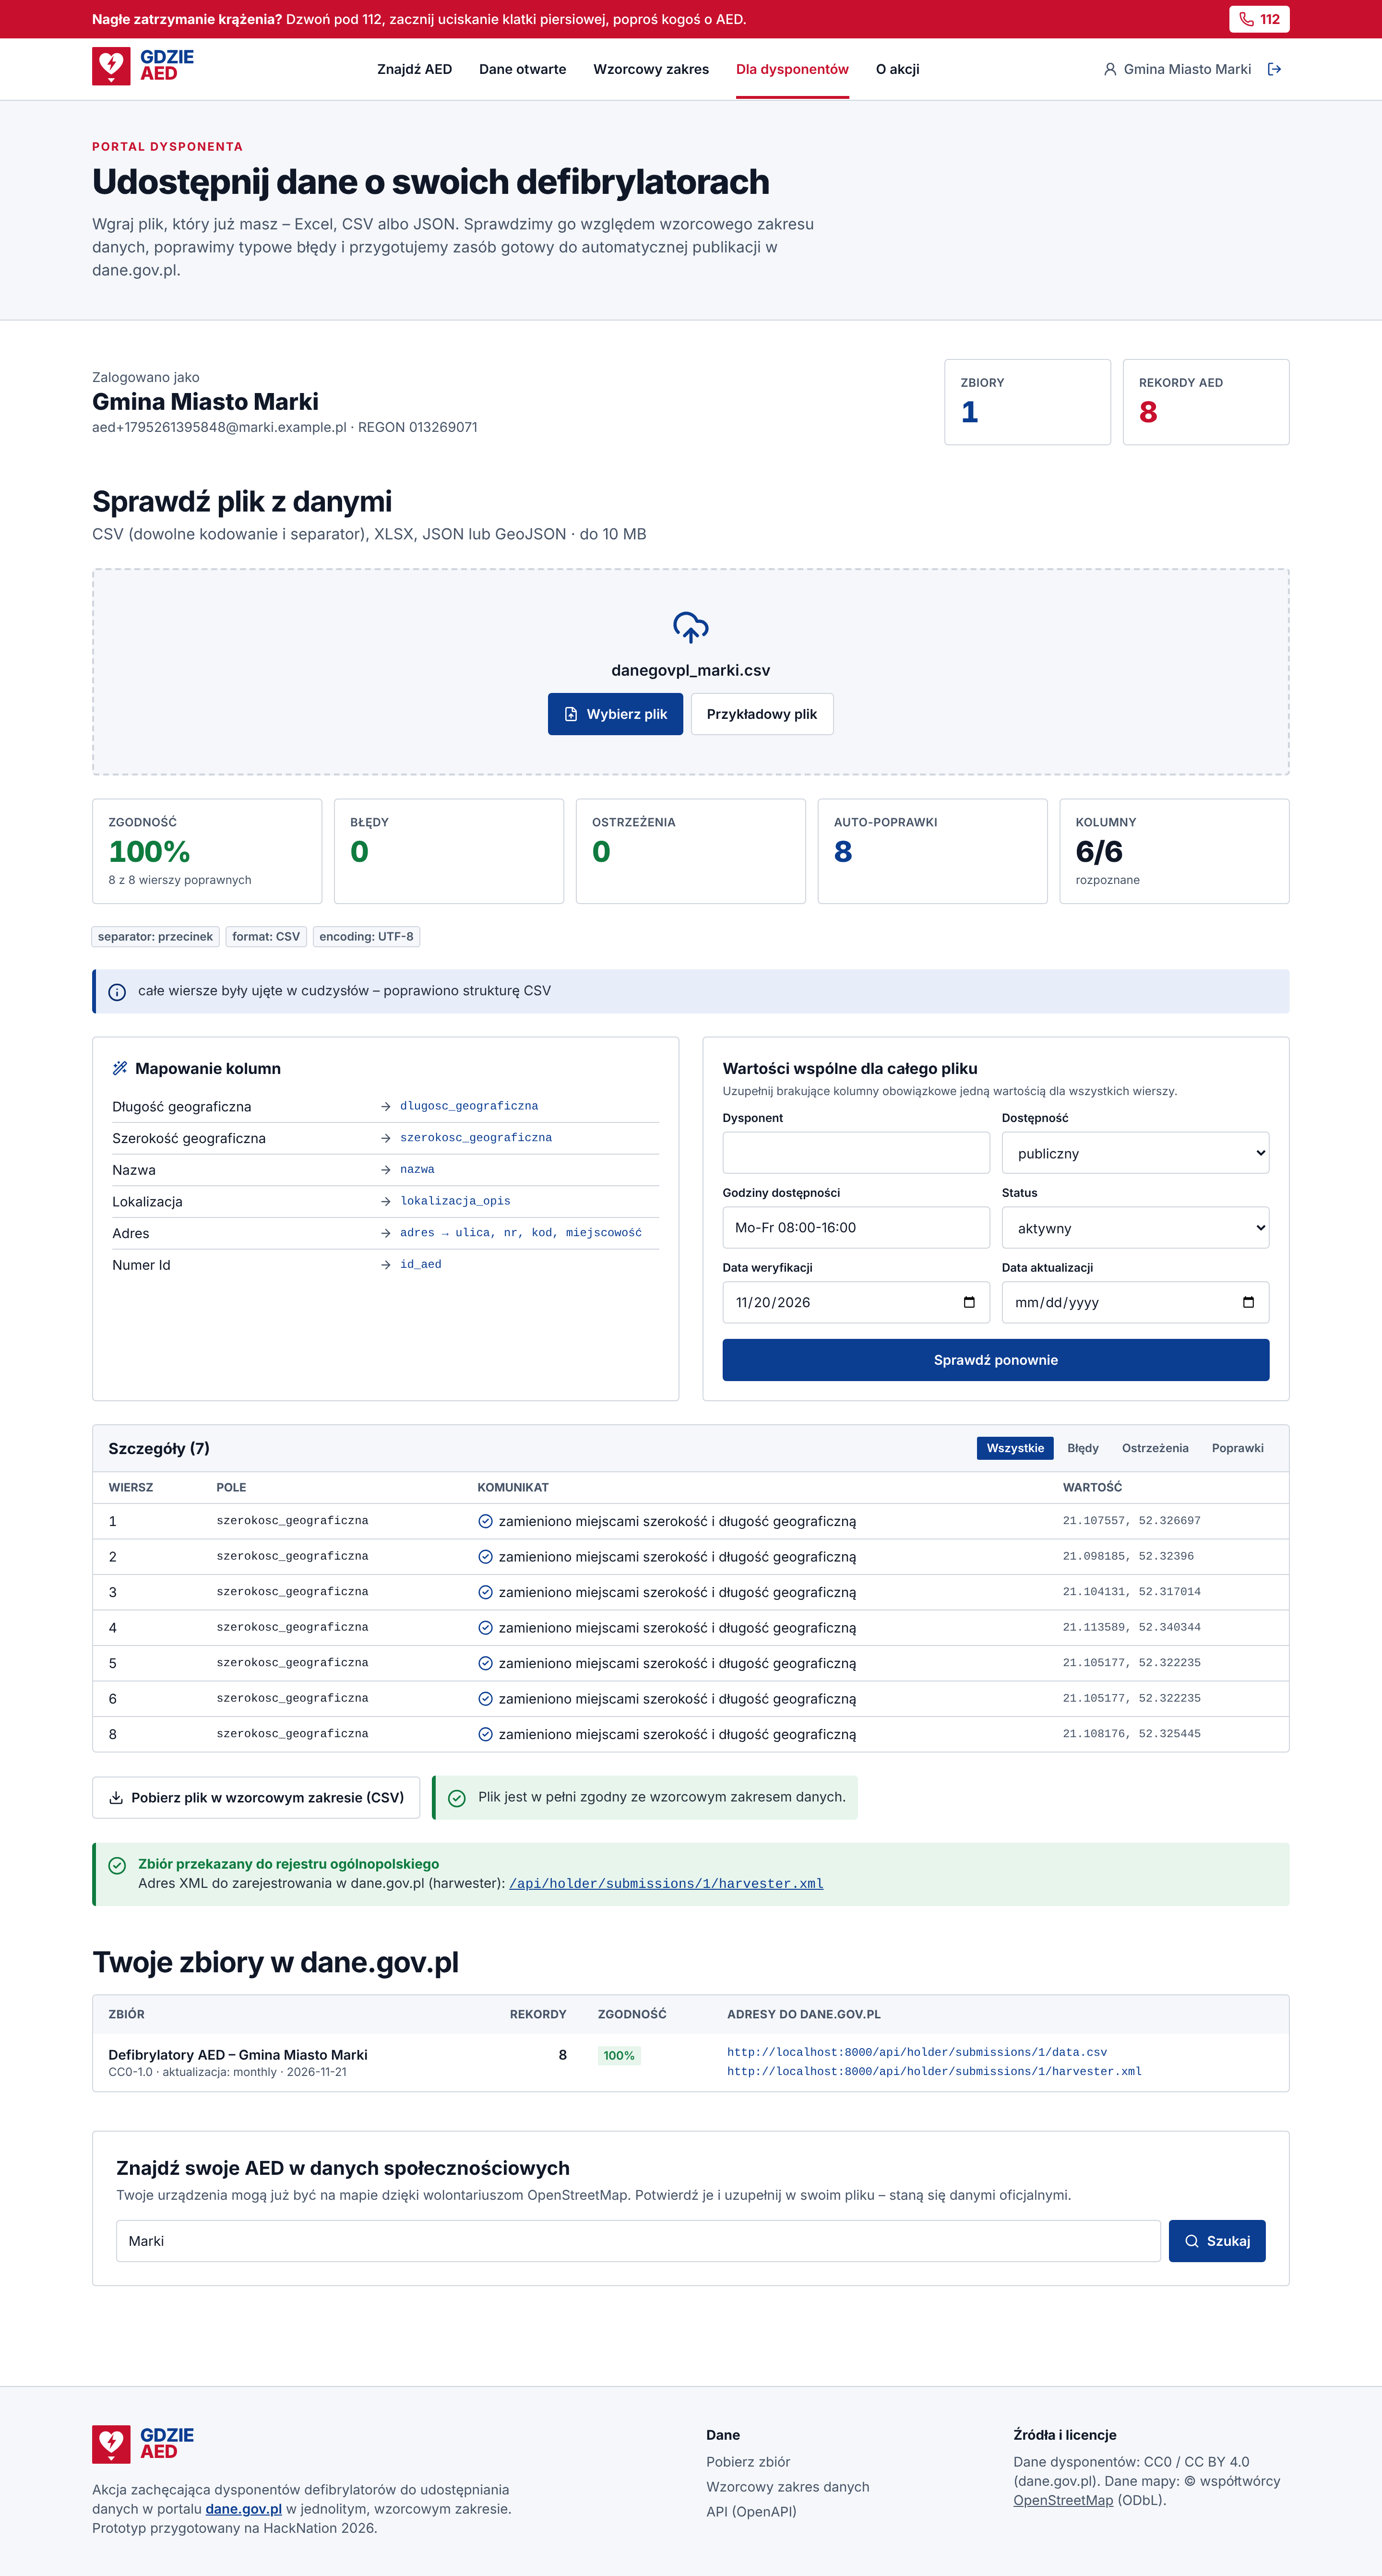 Nagłe zatrzymanie krążenia? Dzwoń pod 112, zacznij uciskanie klatki piersiowej, poproś kogoś o AED.
112
GDZIE
AED
Znajdź AED
Dane otwarte
Wzorcowy zakres
Dla dysponentów
O akcji
Gmina Miasto Marki
PORTAL DYSPONENTA
Udostępnij dane o swoich defibrylatorach
Wgraj plik, który już masz – Excel, CSV albo JSON. Sprawdzimy go względem wzorcowego zakresu
danych, poprawimy typowe błędy i przygotujemy zasób gotowy do automatycznej publikacji w
dane.gov.pl.
Zalogowano jako
Gmina Miasto Marki
aed+1795261395848@marki.example.pl · REGON 013269071
ZBIORY
1
REKORDY AED
8
Sprawdź plik z danymi
CSV (dowolne kodowanie i separator), XLSX, JSON lub GeoJSON · do 10 MB
danegovpl_marki.csv
Wybierz plik
Przykładowy plik
ZGODNOŚĆ
100%
8 z 8 wierszy poprawnych
BŁĘDY
0
OSTRZEŻENIA
0
AUTO-POPRAWKI
8
KOLUMNY
6/6
rozpoznane
separator: przecinek
format: CSV
encoding: UTF-8
całe wiersze były ujęte w cudzysłów – poprawiono strukturę CSV
Mapowanie kolumn
Długość geograficzna → dlugosc_geograficzna
Szerokość geograficzna → szerokosc_geograficzna
Nazwa → nazwa
Lokalizacja → lokalizacja_opis
Adres → adres → ulica, nr, kod, miejscowość
Numer Id → id_aed
Wartości wspólne dla całego pliku
Uzupełnij brakujące kolumny obowiązkowe jedną wartością dla wszystkich wierszy.
Dysponent
Dostępność
publiczny
Godziny dostępności
Status
Mo-Fr 08:00-16:00
aktywny
Data weryfikacji
Data aktualizacji
11/20/2026
mm/dd/yyyy
Sprawdź ponownie
Szczegóły (7)
Wszystkie
Błędy
Ostrzeżenia
Poprawki
WIERSZ POLE KOMUNIKAT WARTOŚĆ
1 szerokosc_geograficzna zamieniono miejscami szerokość i długość geograficzną 21.107557, 52.326697
2 szerokosc_geograficzna zamieniono miejscami szerokość i długość geograficzną 21.098185, 52.32396
3 szerokosc_geograficzna zamieniono miejscami szerokość i długość geograficzną 21.104131, 52.317014
4 szerokosc_geograficzna zamieniono miejscami szerokość i długość geograficzną 21.113589, 52.340344
5 szerokosc_geograficzna zamieniono miejscami szerokość i długość geograficzną 21.105177, 52.322235
6 szerokosc_geograficzna zamieniono miejscami szerokość i długość geograficzną 21.105177, 52.322235
8 szerokosc_geograficzna zamieniono miejscami szerokość i długość geograficzną 21.108176, 52.325445
Pobierz plik w wzorcowym zakresie (CSV)
Plik jest w pełni zgodny ze wzorcowym zakresem danych.
Zbiór przekazany do rejestru ogólnopolskiego
Adres XML do zarejestrowania w dane.gov.pl (harwester): /api/holder/submissions/1/harvester.xml
Twoje zbiory w dane.gov.pl
ZBIÓR REKORDY ZGODNOŚĆ ADRESY DO DANE.GOV.PL
Defibrylatory AED – Gmina Miasto Marki
CC0-1.0 · aktualizacja: monthly · 2026-11-21
8
100%
http://localhost:8000/api/holder/submissions/1/data.csv
http://localhost:8000/api/holder/submissions/1/harvester.xml
Znajdź swoje AED w danych społecznościowych
Twoje urządzenia mogą już być na mapie dzięki wolontariuszom OpenStreetMap. Potwierdź je i uzupełnij w swoim pliku – staną się danymi oficjalnymi.
Marki
Szukaj
GDZIE
AED
Akcja zachęcająca dysponentów defibrylatorów do udostępniania
danych w portalu dane.gov.pl w jednolitym, wzorcowym zakresie.
Prototyp przygotowany na HackNation 2026.
Dane
Pobierz zbiór
Wzorcowy zakres danych
API (OpenAPI)
Źródła i licencje
Dane dysponentów: CC0 / CC BY 4.0
(dane.gov.pl). Dane mapy: © współtwórcy
OpenStreetMap (ODbL).